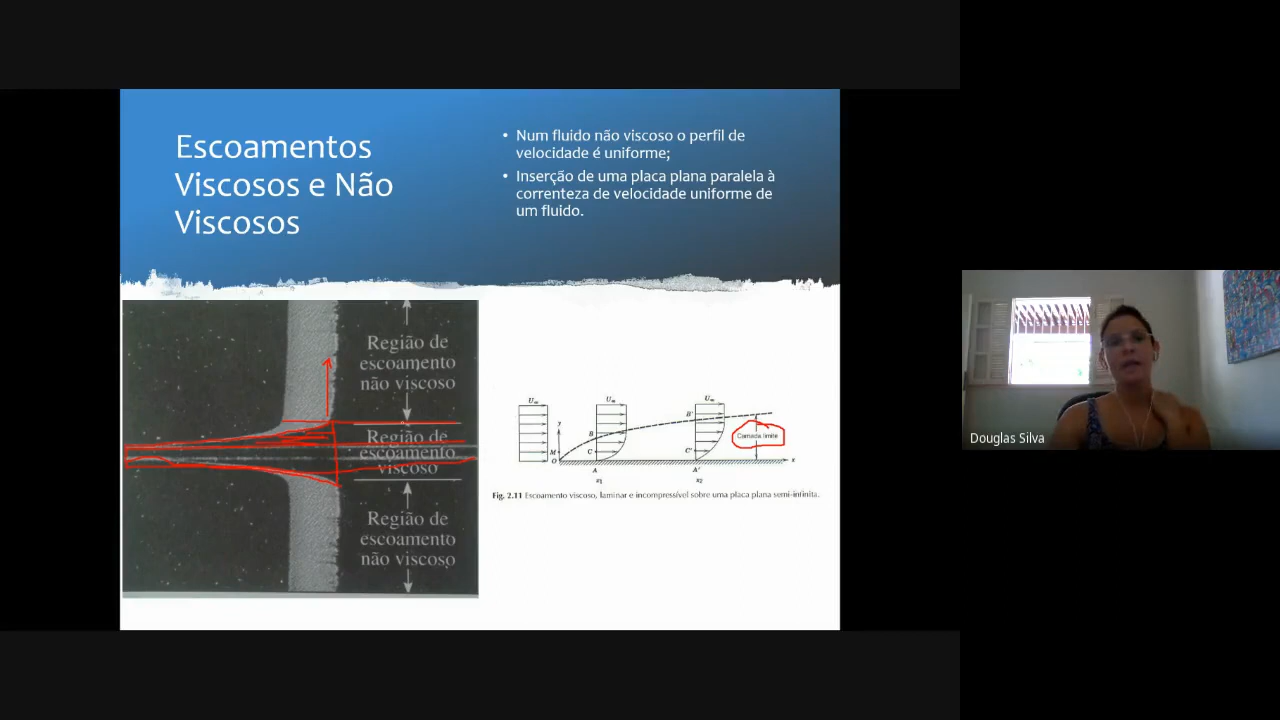 Escoamentos
Viscosos e Não
Viscosos
• Num fluido não viscoso o perfil de
velocidade é uniforme;
• Inserção de uma placa plana paralela à
correnteza de velocidade uniforme de
um fluido.
Região de
escoamento
não viscoso
Região de
escoamento
viscoso
Região de
escoamento
não viscoso
U∞
U∞
U∞
y
B
B'
Camada limite
M
C
C'
O
x
A
A'
x₁
x₂
Fig. 2.11 Escoamento viscoso, laminar e incompressível sobre uma placa plana semi-infinita.
Douglas Silva